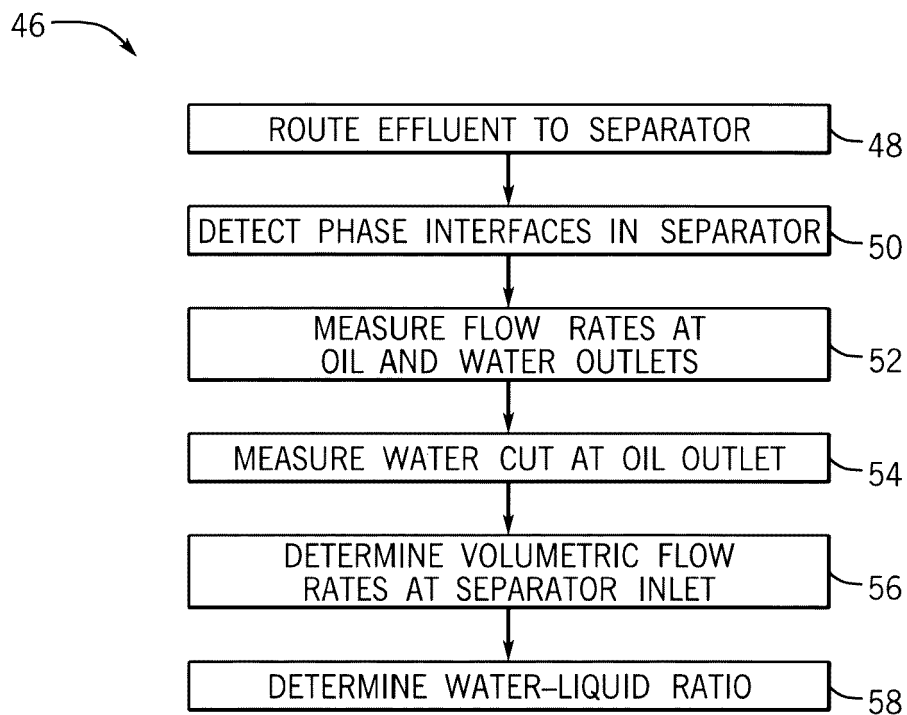 46
ROUTE EFFLUENT TO SEPARATOR
48
DETECT PHASE INTERFACES IN SEPARATOR
50
MEASURE FLOW RATES AT
OIL AND WATER OUTLETS
52
MEASURE WATER CUT AT OIL OUTLET
54
DETERMINE VOLUMETRIC FLOW
RATES AT SEPARATOR INLET
56
DETERMINE WATER–LIQUID RATIO
58